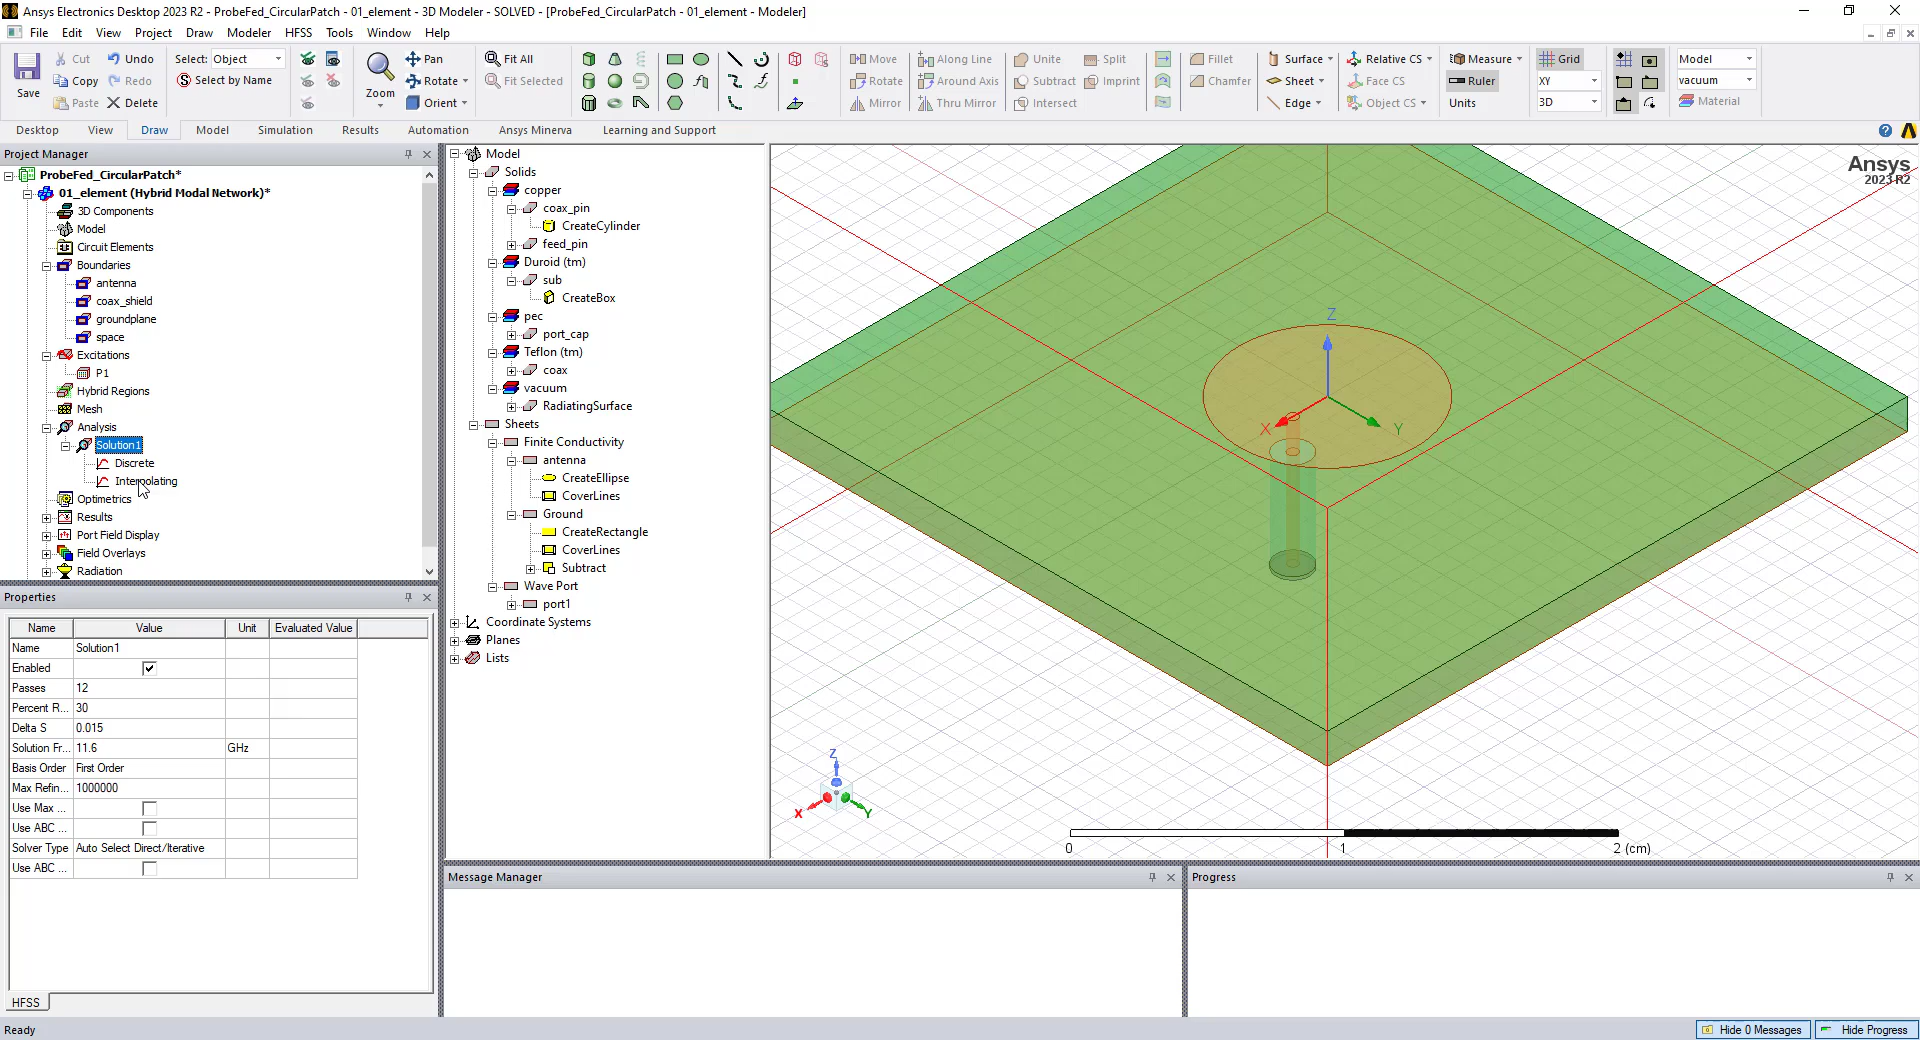 Ansys Electronics Desktop 2023 R2 - ProbeFed_CircularPatch - 01_element - 3D Modeler - SOLVED - [ProbeFed_CircularPatch - 01_element - Modeler]
File Edit View Project Draw Modeler HFSS Tools Window Help
Save
Cut
Copy
Paste
Undo
Redo
Delete
Select: Object
Select by Name
Zoom
Pan
Rotate
Orient
Fit All
Fit Selected
Move
Rotate
Mirror
Along Line
Around Axis
Thru Mirror
Unite
Subtract
Intersect
Split
Imprint
Fillet
Chamfer
Surface
Sheet
Edge
Relative CS
Face CS
Object CS
Measure
Ruler
Units
Grid
XY
3D
Model
vacuum
Material
Desktop View Draw Model Simulation Results Automation Ansys Minerva Learning and Support
Project Manager
ProbeFed_CircularPatch*
01_element (Hybrid Modal Network)*
3D Components
Model
Circuit Elements
Boundaries
antenna
coax_shield
groundplane
space
Excitations
P1
Hybrid Regions
Mesh
Analysis
Solution1
Discrete
Interpolating
Optimetrics
Results
Port Field Display
Field Overlays
Radiation
Properties
Name Value Unit Evaluated Value
Name Solution1
Enabled
Passes 12
Percent R... 30
Delta S 0.015
Solution Fr... 11.6 GHz
Basis Order First Order
Max Refin... 1000000
Use Max ...
Use ABC ...
Solver Type Auto Select Direct/Iterative
Use ABC ...
HFSS
Model
Solids
copper
coax_pin
CreateCylinder
feed_pin
Duroid (tm)
sub
CreateBox
pec
port_cap
Teflon (tm)
coax
vacuum
RadiatingSurface
Sheets
Finite Conductivity
antenna
CreateEllipse
CoverLines
Ground
CreateRectangle
CoverLines
Subtract
Wave Port
port1
Coordinate Systems
Planes
Lists
Ansys
2023 R2
Z
X
Y
Z
X
Y
0 1 2 (cm)
Message Manager
Progress
Ready
Hide 0 Messages
Hide Progress